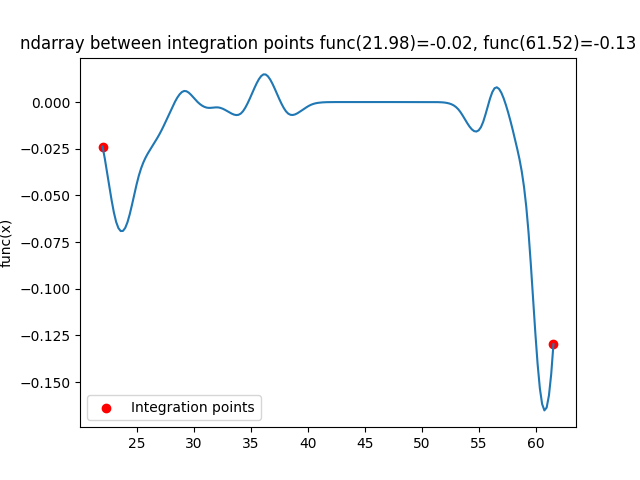 ndarray between integration points func(21.98)=-0.02, func(61.52)=-0.13
0.000
-0.025
-0.050
-0.075
-0.100
-0.125
-0.150
func(x)
Integration points
25 30 35 40 45 50 55 60